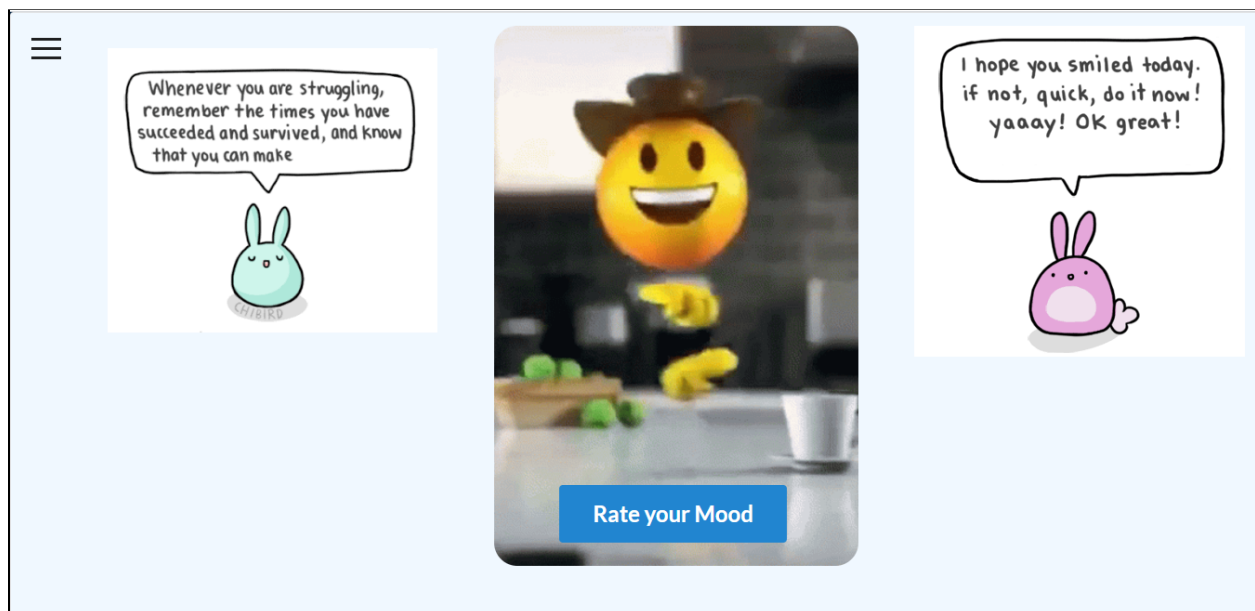 Whenever you are struggling,
remember the times you have
succeeded and survived, and know
that you can make
CHIBIRD
Rate your Mood
I hope you smiled today.
if not, quick, do it now!
yaaay! OK great!